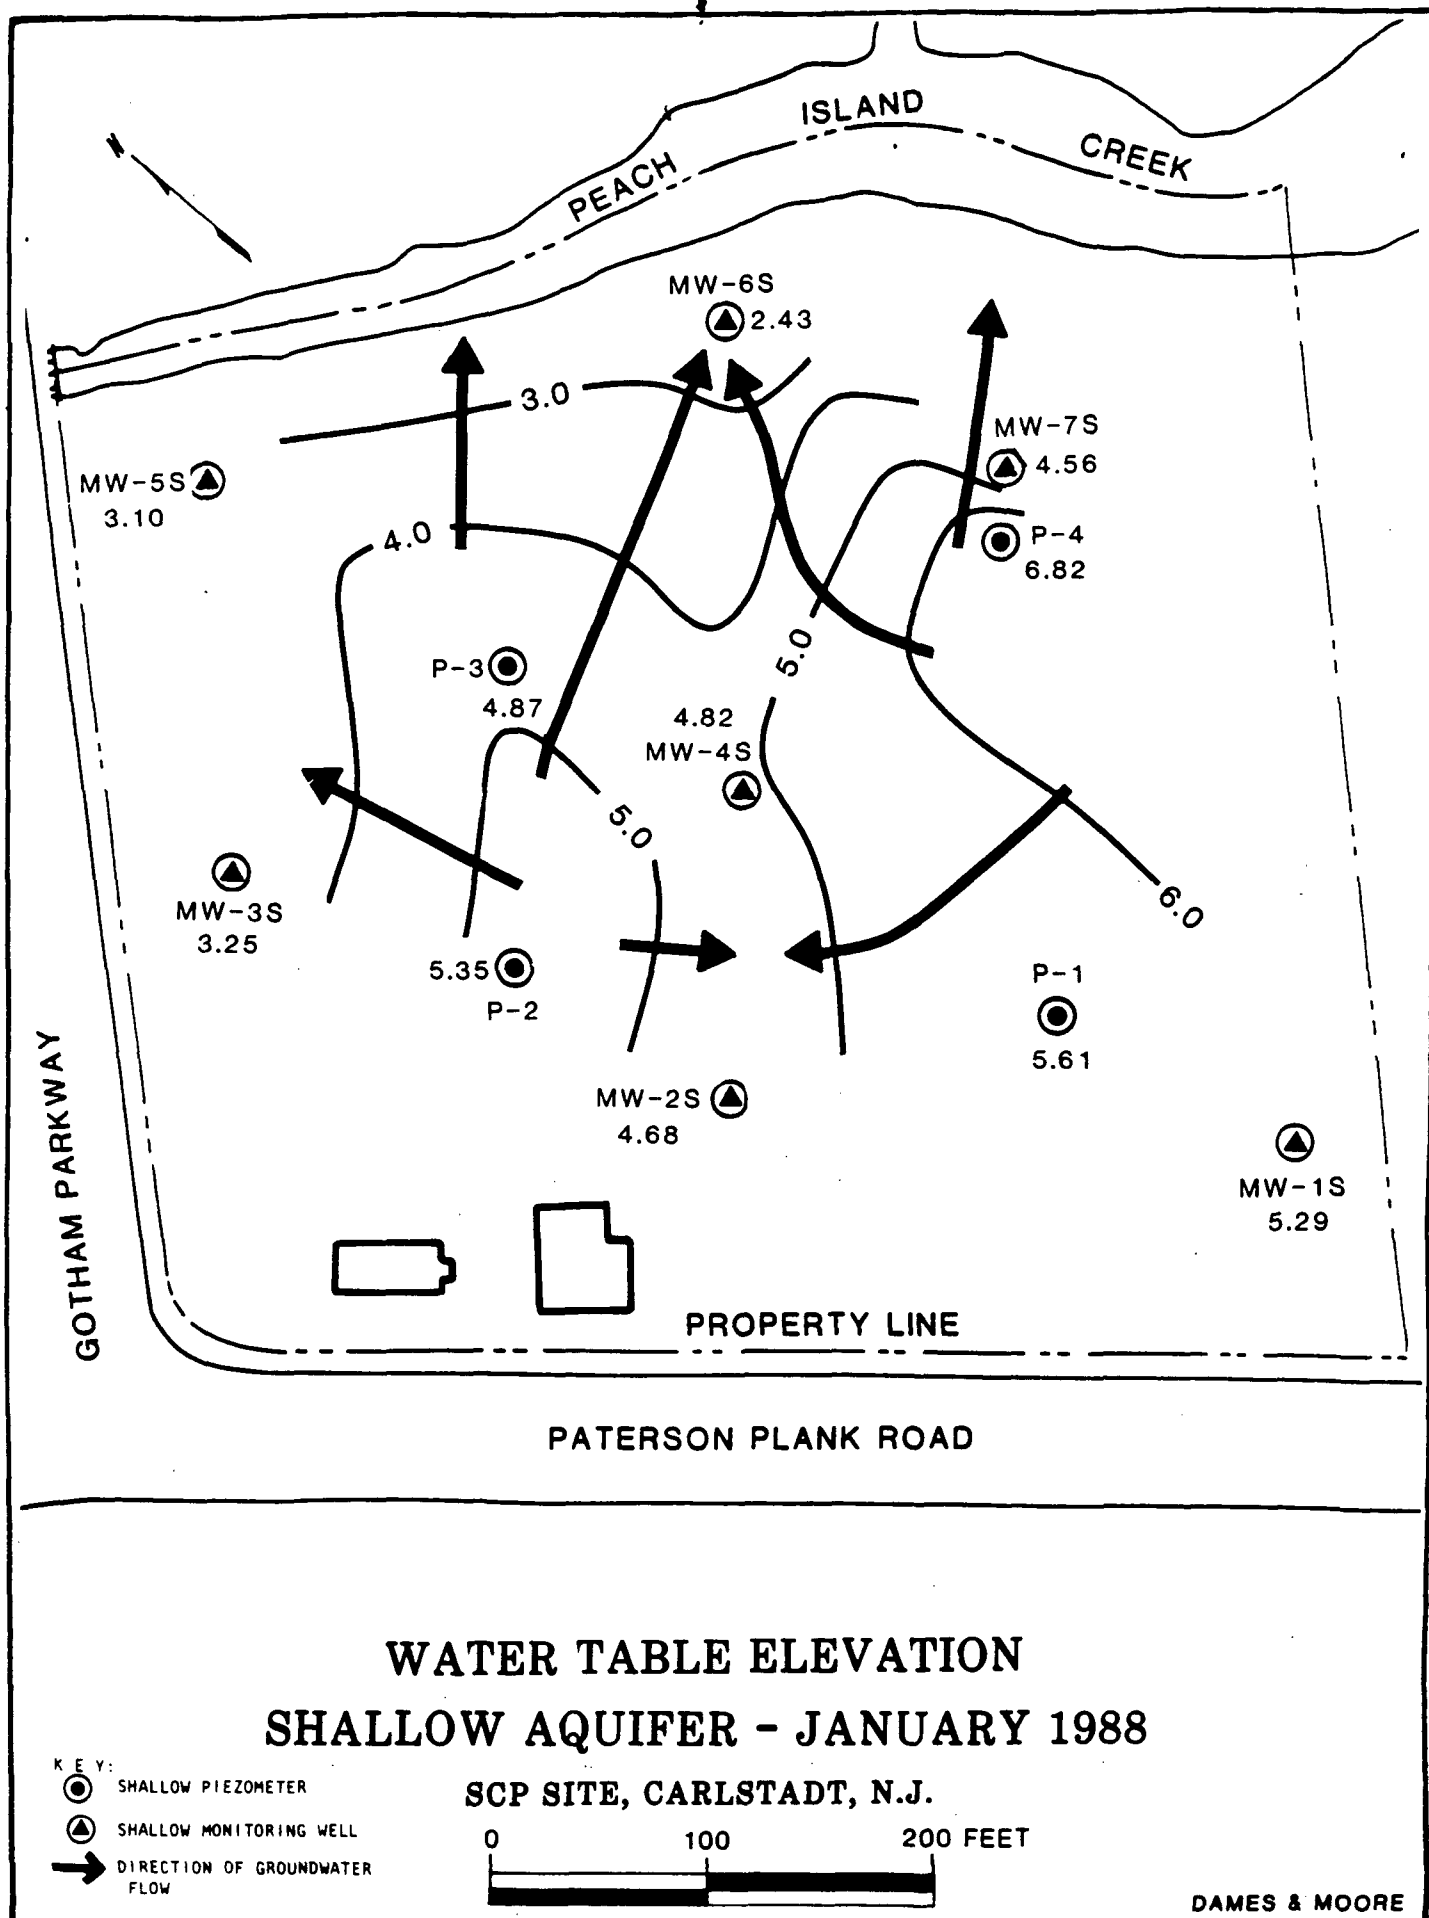 ISLAND
CREEK
PEACH
N
MW-6S
2.43
3.0
MW-7S
4.56
MW-5S
3.10
4.0
P-4
6.82
5.0
P-3
4.87
4.82
MW-4S
5.0
6.0
MW-3S
3.25
5.35
P-2
P-1
5.61
MW-2S
4.68
MW-1S
5.29
GOTHAM PARKWAY
PROPERTY LINE
PATERSON PLANK ROAD
WATER TABLE ELEVATION
SHALLOW AQUIFER - JANUARY 1988
SCP SITE, CARLSTADT, N.J.
KEY:
SHALLOW PIEZOMETER
SHALLOW MONITORING WELL
DIRECTION OF GROUNDWATER
FLOW
0 100 200 FEET
DAMES & MOORE